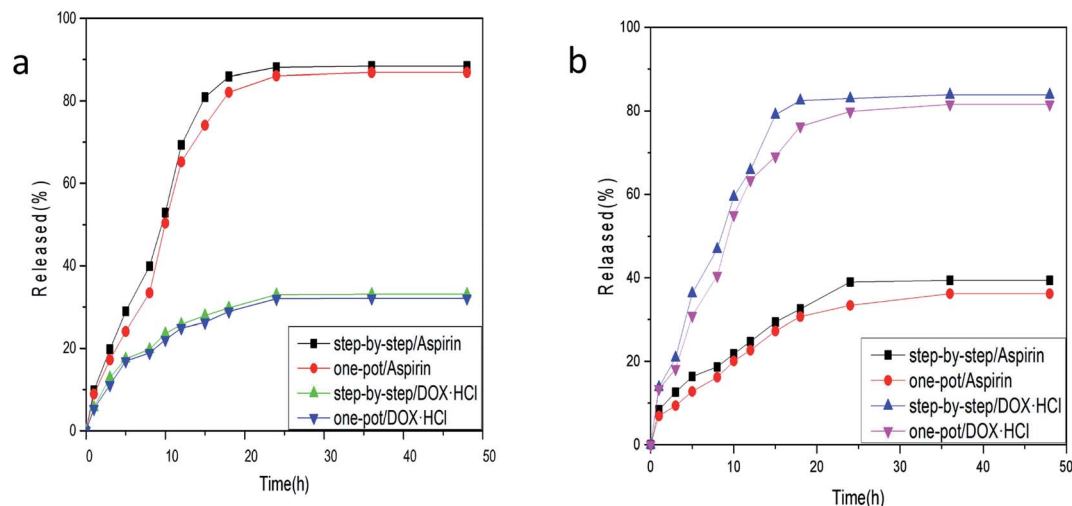 a
100
80
60
40
20
0
Released(%)
0 10 20 30 40 50
Time(h)
step-by-step/Aspirin
one-pot/Aspirin
step-by-step/DOX·HCl
one-pot/DOX·HCl
b
100
80
60
40
20
0
Relaased(%)
0 10 20 30 40 50 60
Time(h)
step-by-step/Aspirin
one-pot/Aspirin
step-by-step/DOX·HCl
one-pot/DOX·HCl